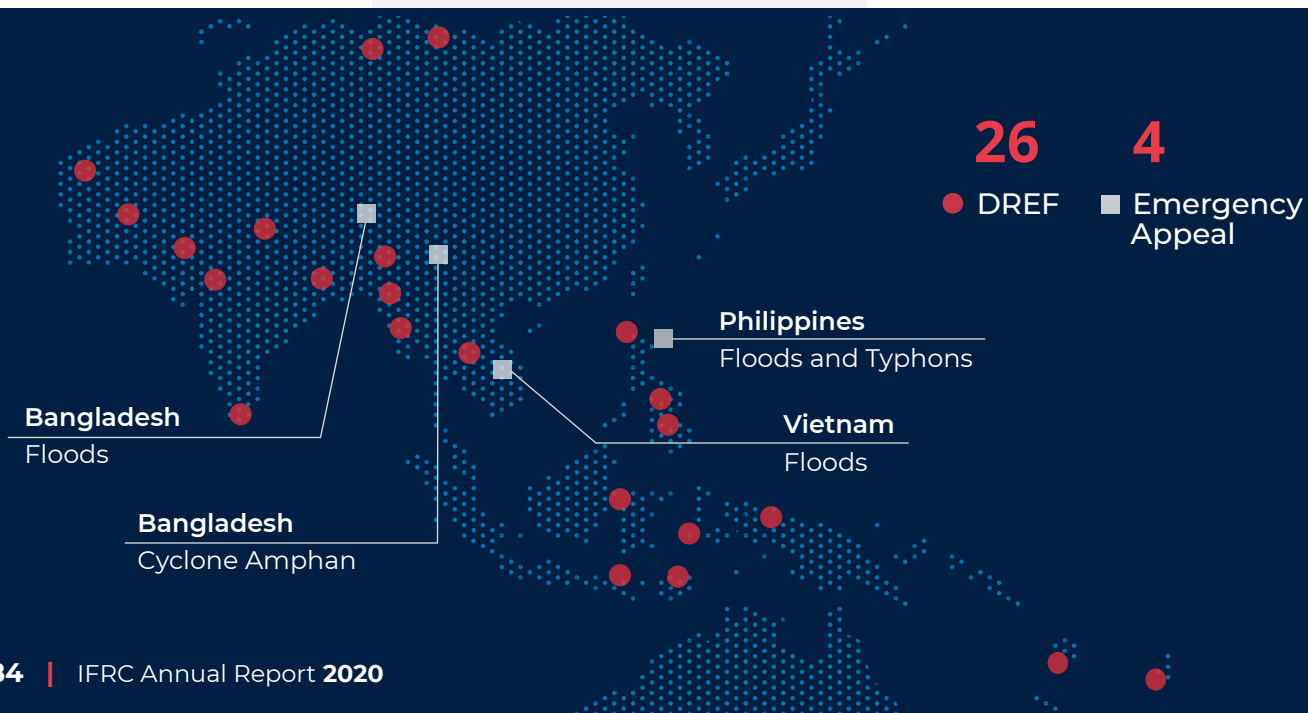 26
4
DREF
Emergency
Appeal
Philippines
Floods and Typhons
Bangladesh
Floods
Vietnam
Floods
Bangladesh
Cyclone Amphan
84 | IFRC Annual Report 2020